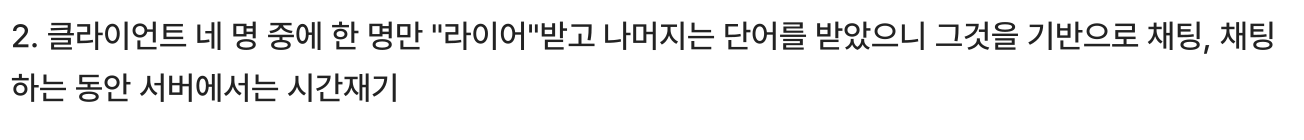 2. 클라이언트 네 명 중에 한 명만 "라이어"받고 나머지는 단어를 받았으니 그것을 기반으로 채팅, 채팅
하는 동안 서버에서는 시간재기